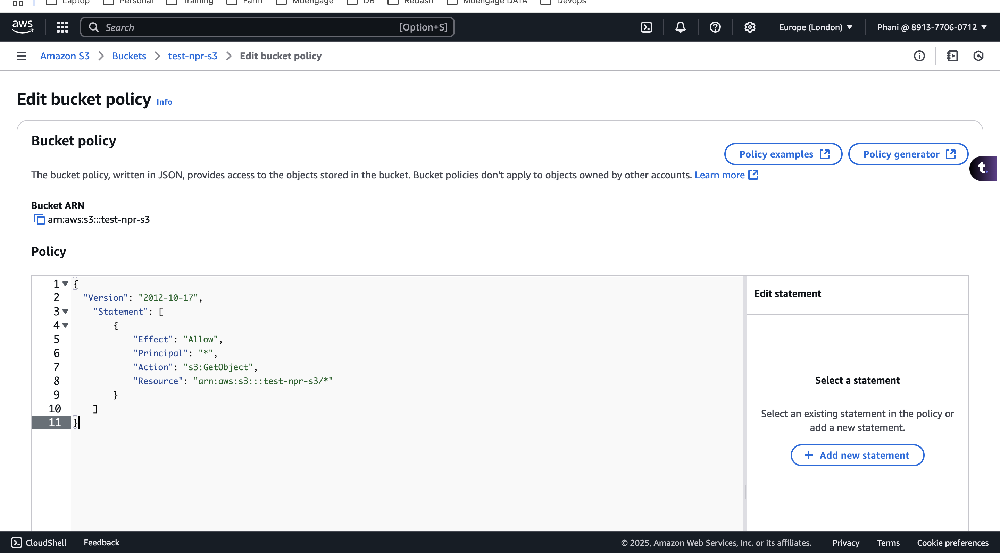 Laptop Personal Training Farm Moengage DB Redash Moengage DATA Devops
aws Search [Option+S] Europe (London) Phani @ 8913-7706-0712
Amazon S3 Buckets test-npr-s3 Edit bucket policy
Edit bucket policy Info
Bucket policy
Policy examples Policy generator
t.
The bucket policy, written in JSON, provides access to the objects stored in the bucket. Bucket policies don't apply to objects owned by other accounts. Learn more
Bucket ARN
arn:aws:s3:::test-npr-s3
Policy
1 {
2 "Version": "2012-10-17",
3 "Statement": [
4 {
5 "Effect": "Allow",
6 "Principal": "*",
7 "Action": "s3:GetObject",
8 "Resource": "arn:aws:s3:::test-npr-s3/*"
9 }
10 ]
11 }
Edit statement
Select a statement
Select an existing statement in the policy or
add a new statement.
+ Add new statement
CloudShell Feedback © 2025, Amazon Web Services, Inc. or its affiliates. Privacy Terms Cookie preferences